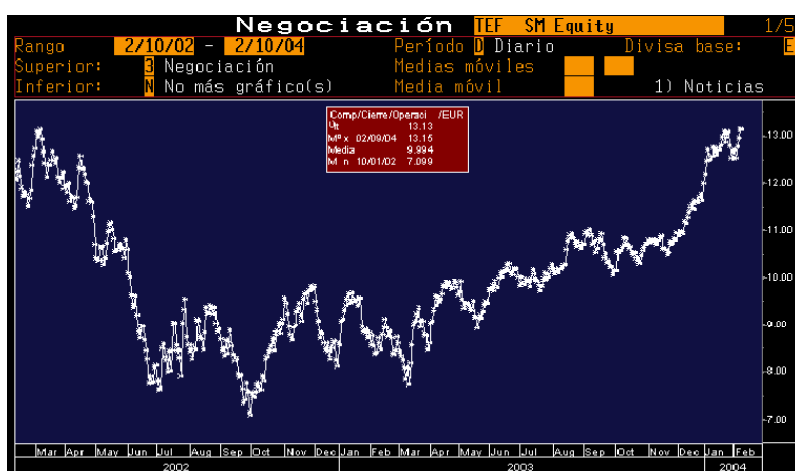 Negociación TEF SM Equity 1/5
Rango 2/10/02 - 2/10/04 Período D Diario Divisa base: E
Superior: 3 Negociación Medias móviles
Inferior: N No más gráfico(s) Media móvil 1) Noticias
Comp/Cierre/Operaci /EUR
Últ 13.13
Mª x 02/09/04 13.15
Media 9.994
M n 10/01/02 7.099
13.00
12.00
11.00
10.00
9.00
8.00
7.00
Mar Apr May Jun Jul Aug Sep Oct Nov Dec Jan Feb Mar Apr May Jun Jul Aug Sep Oct Nov Dec Jan Feb
2002 2003 2004